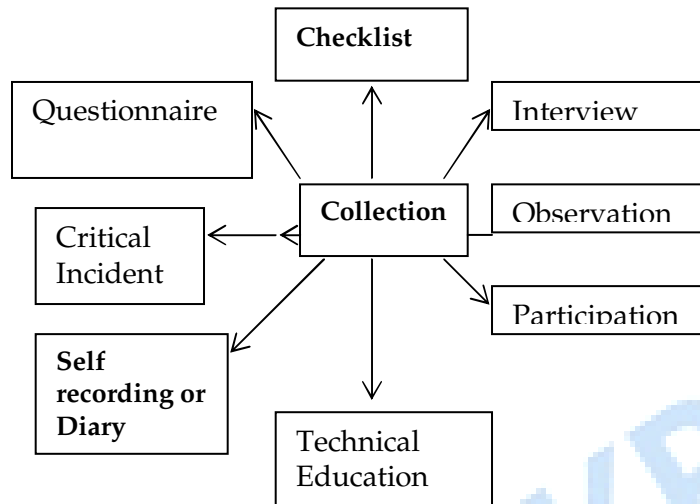 Checklist
Questionnaire
Interview
Collection
Observation
Critical
Incident
Participation
Self
recording or
Diary
Technical
Education